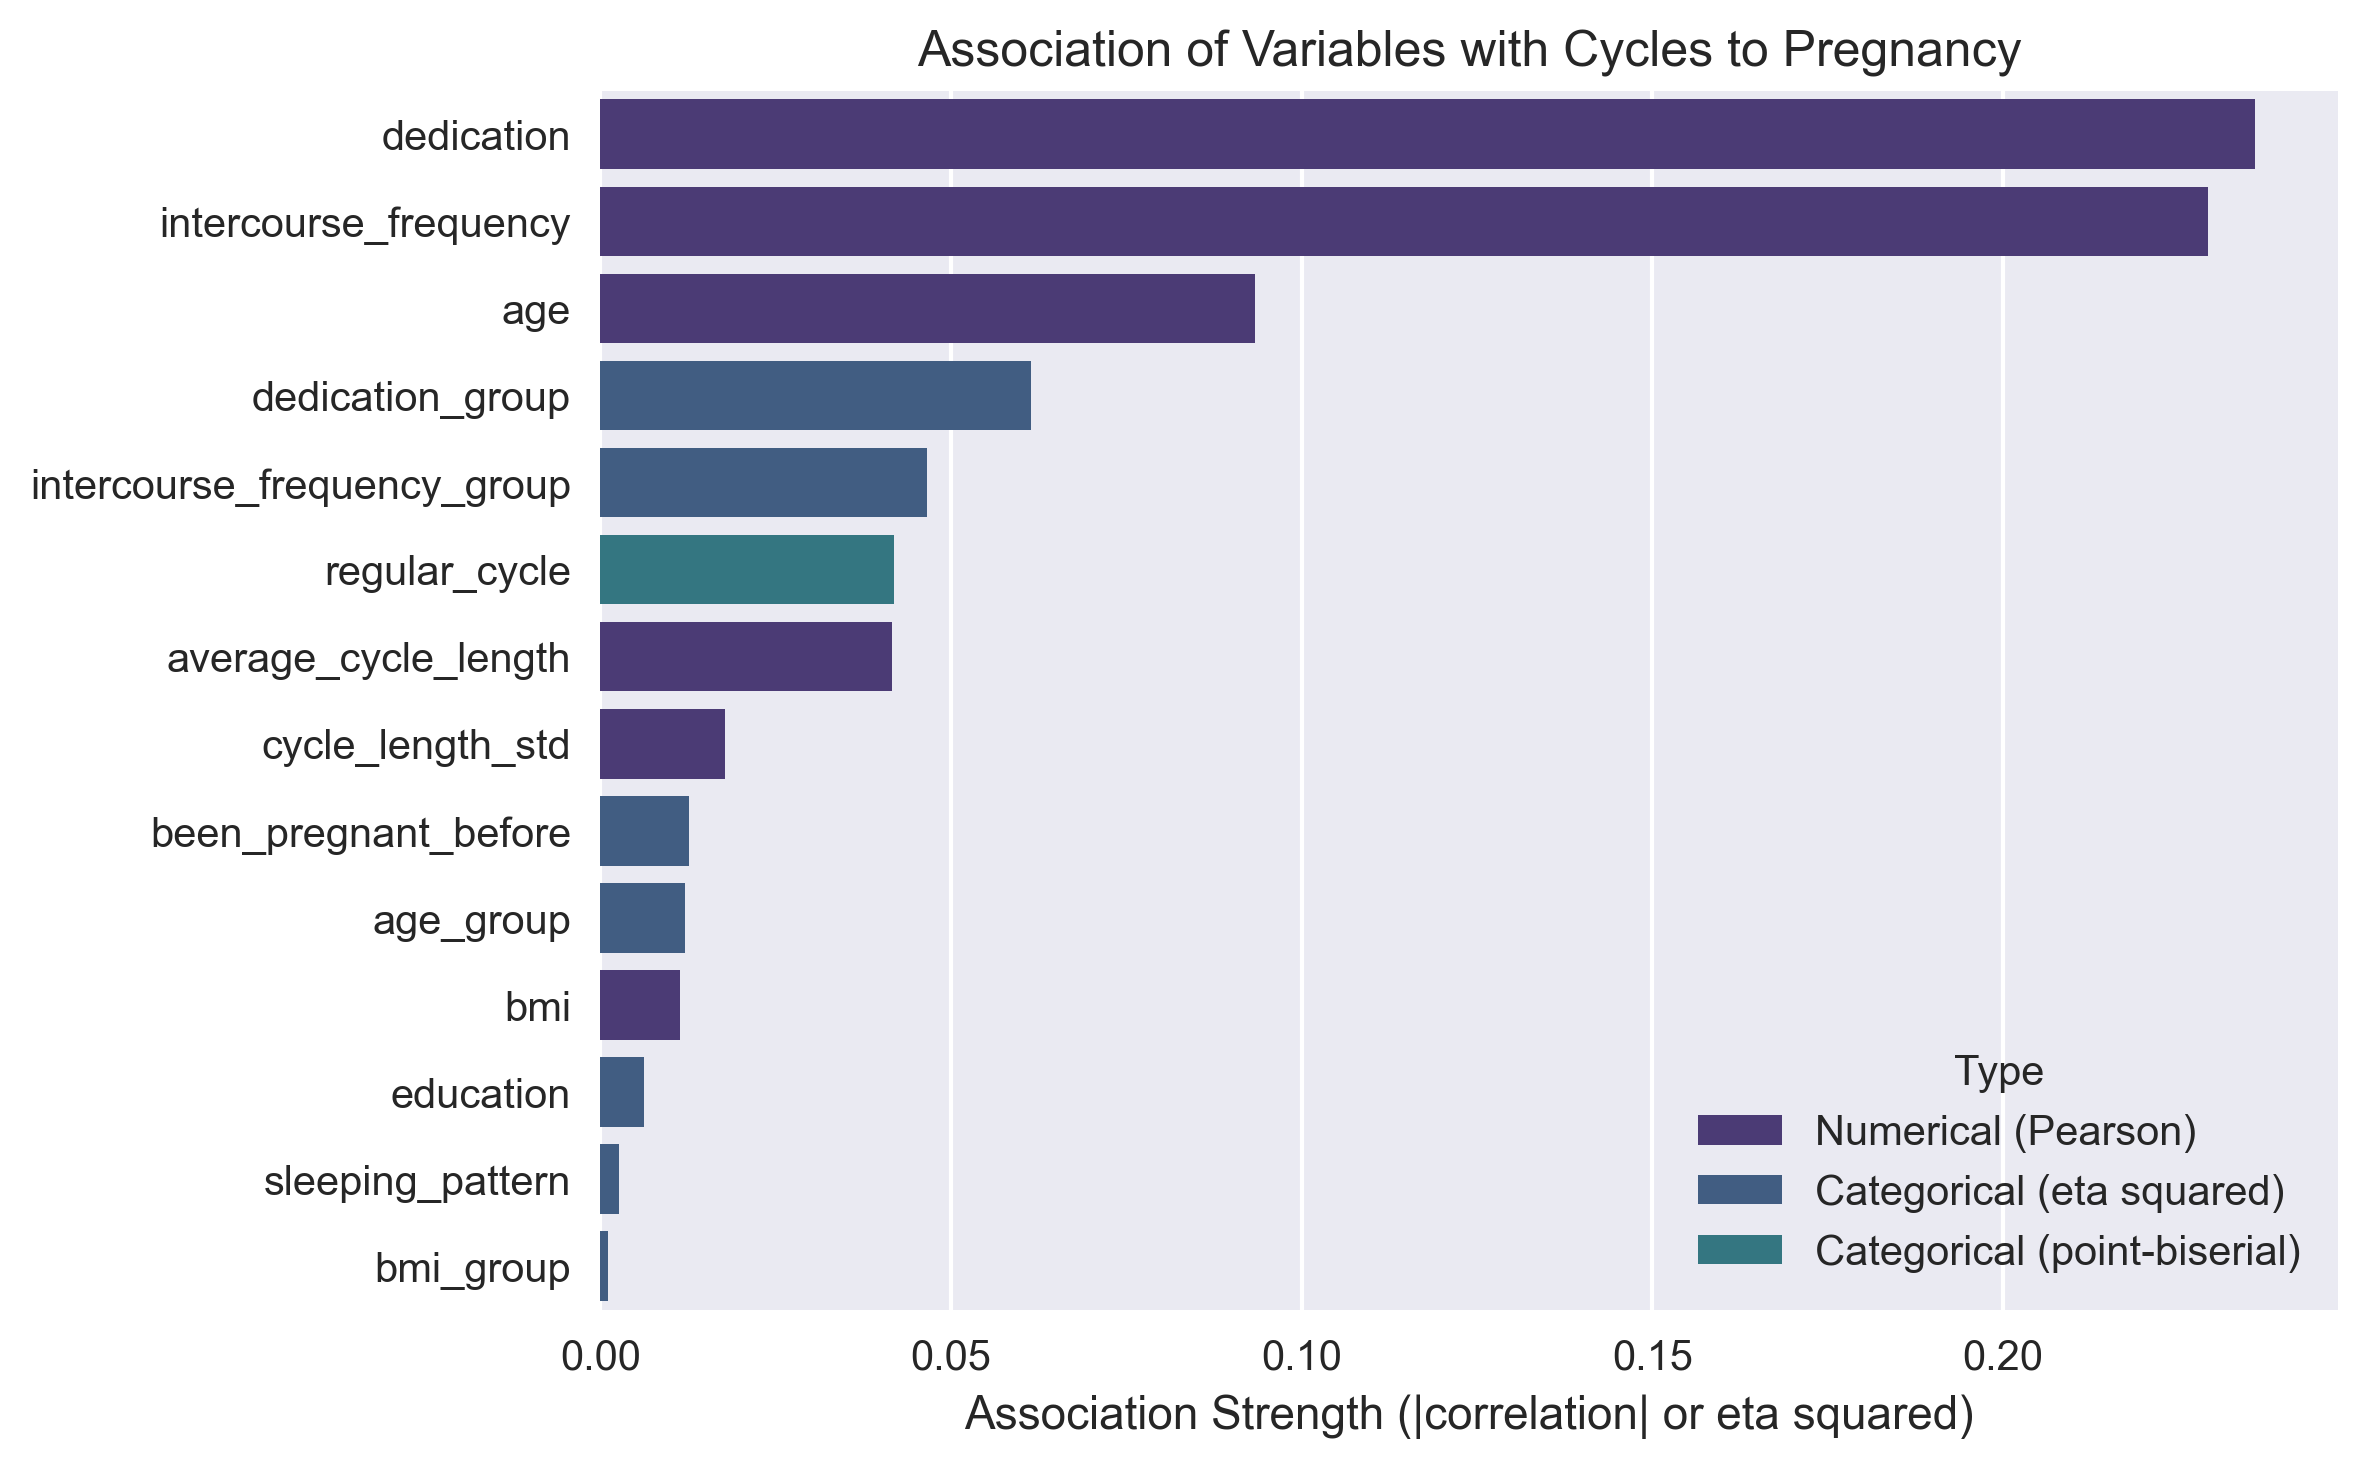 Association of Variables with Cycles to Pregnancy
dedication
intercourse_frequency
age
dedication_group
intercourse_frequency_group
regular_cycle
average_cycle_length
cycle_length_std
been_pregnant_before
age_group
bmi
education
sleeping_pattern
bmi_group
Type
Numerical (Pearson)
Categorical (eta squared)
Categorical (point-biserial)
0.00 0.05 0.10 0.15 0.20
Association Strength (|correlation| or eta squared)